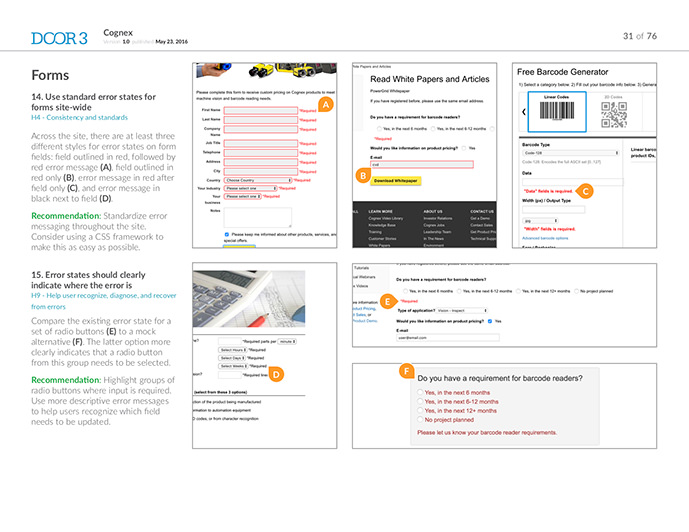 DOOR3
Cognex
Version 1.0 published May 23, 2016
31 of 76
Forms
14. Use standard error states for
forms site-wide
H4 - Consistency and standards
Across the site, there are at least three
different styles for error states on form
fields: field outlined in red, followed by
red error message (A), field outlined in
red only (B), error message in red after
field only (C), and error message in
black next to field (D).
Recommendation: Standardize error
messaging throughout the site.
Consider using a CSS framework to
make this as easy as possible.
Please complete this form to receive custom pricing on Cognex products to meet
machine vision and barcode reading needs.
A
First Name *Required
Last Name *Required
Company
Name *Required
Job Title *Required
Telephone *Required
Address *Required
City *Required
Country Choose Country *Required
Your Industry Please select one *Required
Your
business Please select one *Required
Notes
Please keep me informed about other products, services, and
special offers.
Papers and Articles
Read White Papers and Articles
PowerGrid Whitepaper
If you have registered before, please use the same email address
Do you have a requirement for barcode readers?
Yes, in the next 6 months
Yes, in the next 6-12 months
*Required
Would you like information on product pricing? Yes
E-mail
B
Download Whitepaper
LEARN MORE
Cognex Video Library
Knowledge Base
Training
Customer Stories
White Papers
ABOUT US
Investor Relations
Cognex Jobs
Leadership Team
In The News
Environment
CONTACT US
Get a Demo
Contact Sales
Get Product Pri
Technical Suppo
Free Barcode Generator
1) Select a category below. 2) Fill out your barcode info below. 3) Genera
Linear Codes
2D Codes
Barcode Type
Code-128
Code-128: Encodes the full ASCII set [0..127].
Linear barco
product IDs.
Data
"Data" fields is required.
C
Width (px) / Output Type
jpg
"Width" fields is required.
Advanced barcode options
15. Error states should clearly
indicate where the error is
H9 - Help user recognize, diagnose, and recover
from errors
Compare the existing error state for a
set of radio buttons (E) to a mock
alternative (F). The latter option more
clearly indicates that a radio button
from this group needs to be selected.
Recommendation: Highlight groups of
radio buttons where input is required.
Use more descriptive error messages
to help users recognize which field
needs to be updated.
*Required parts per minute
Select Hours *Required
Select Days *Required
Select Weeks *Required
*Required line
D
(select from these 3 options)
ption of the product being manufactured
rmation to automation equipment
D codes, or from character recognition
Tutorials
al Webinars
s Videos
Do you have a requirement for barcode readers?
Yes, in the next 6 months
Yes, in the next 6-12 months
Yes, in the next 12+ months
No project planned
E
*Required
Type of application? Vision - Inspect
Would you like information on product pricing? Yes
E-mail
user@email.com
F
Do you have a requirement for barcode readers?
Yes, in the next 6 months
Yes, in the next 6-12 months
Yes, in the next 12+ months
No project planned
Please let us know your barcode reader requirements.